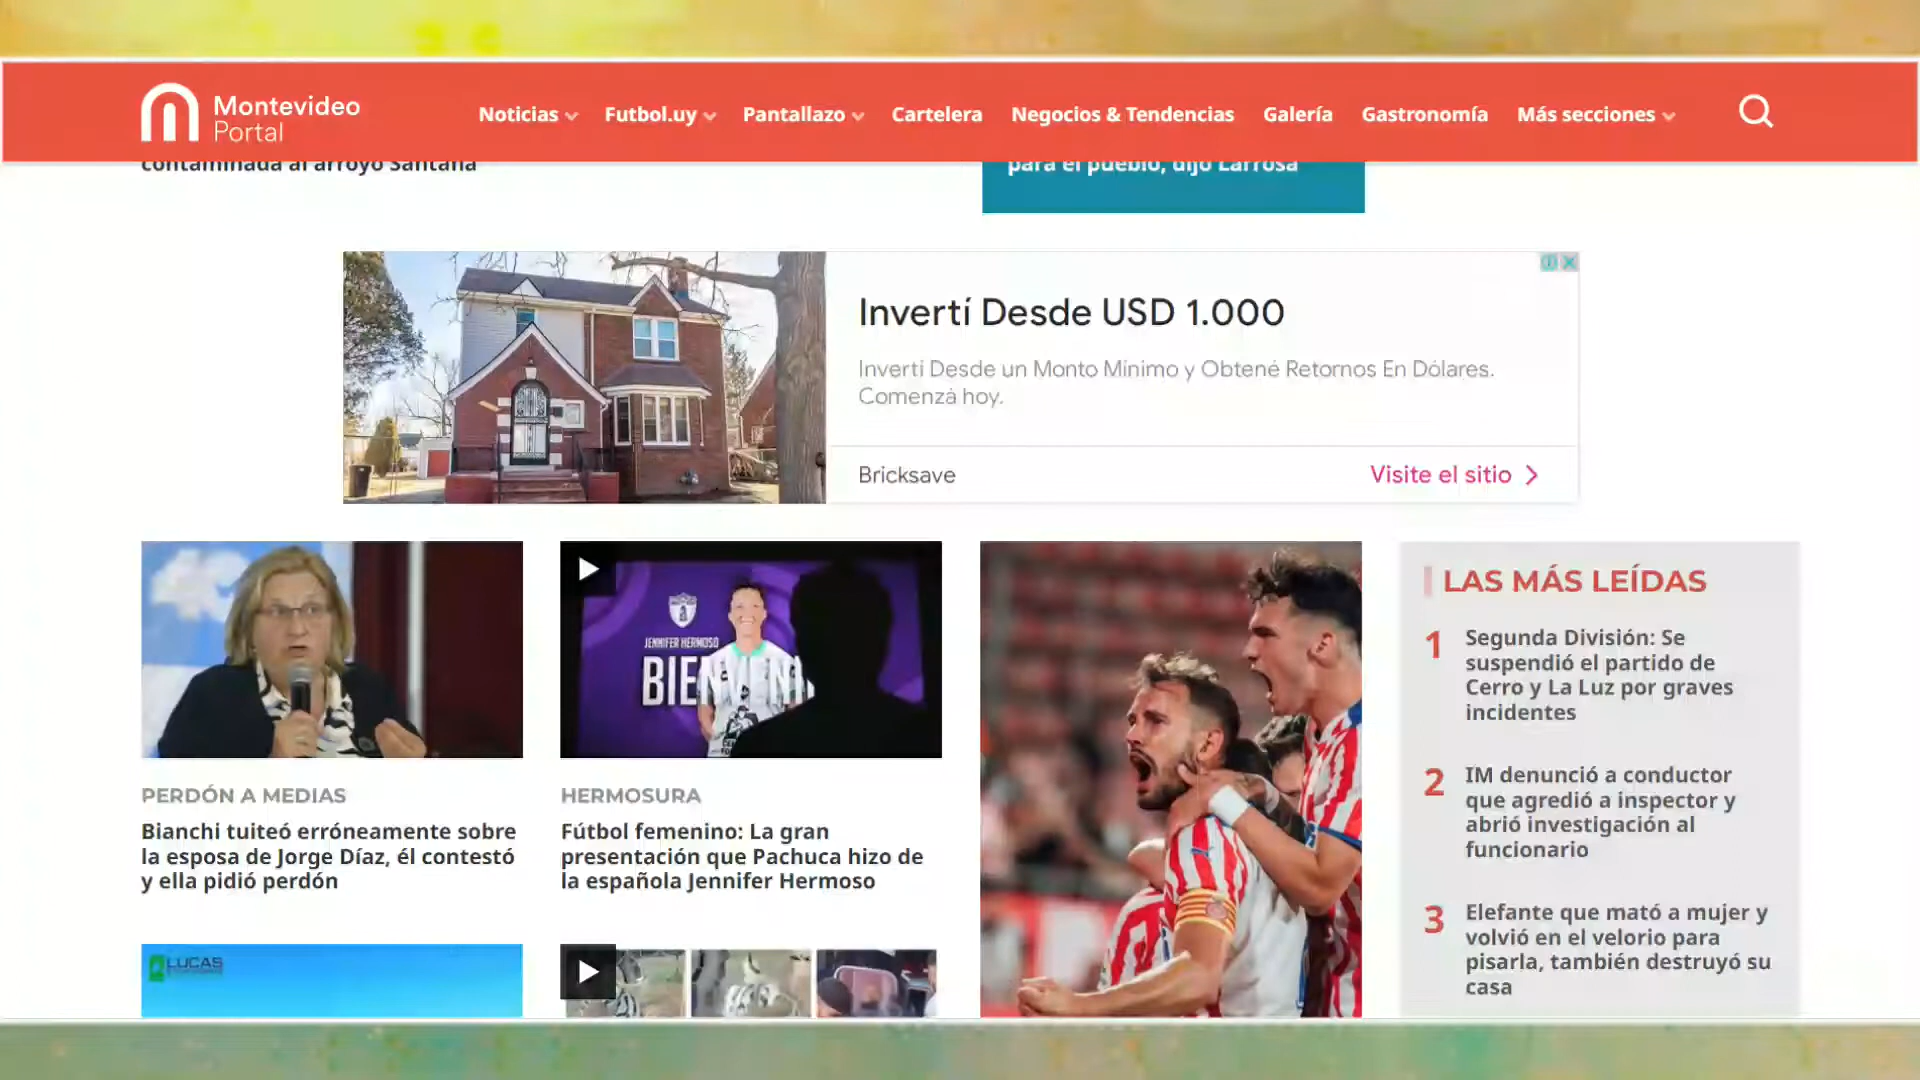 Montevideo
Portal
Noticias
Futbol.uy
Pantallazo
Cartelera
Negocios & Tendencias
Galería
Gastronomía
Más secciones
contaminada al arroyo Santana
para el pueblo, dijo Larrosa
Invertí Desde USD 1.000
Invertí Desde un Monto Mínimo y Obtené Retornos En Dólares.
Comenzá hoy.
Bricksave
Visite el sitio
JENNIFER HERMOSO
PERDÓN A MEDIAS
Bianchi tuiteó erróneamente sobre
la esposa de Jorge Díaz, él contestó
y ella pidió perdón
HERMOSURA
Fútbol femenino: La gran
presentación que Pachuca hizo de
la española Jennifer Hermoso
LUCAS
LAS MÁS LEÍDAS
1 Segunda División: Se
suspendió el partido de
Cerro y La Luz por graves
incidentes
2 IM denunció a conductor
que agredió a inspector y
abrió investigación al
funcionario
3 Elefante que mató a mujer y
volvió en el velorio para
pisarla, también destruyó su
casa